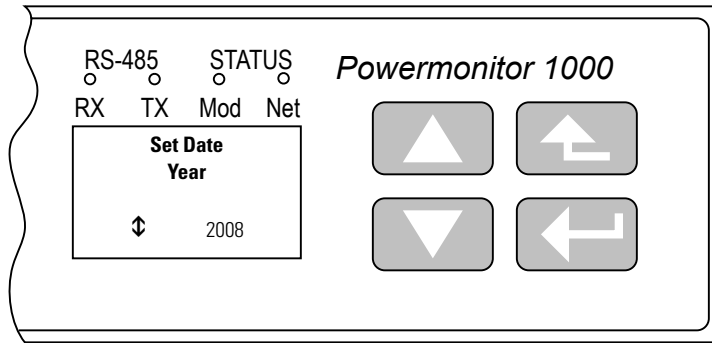 RS-485 STATUS
Powermonitor 1000
RX TX Mod Net
Set Date
Year
2008